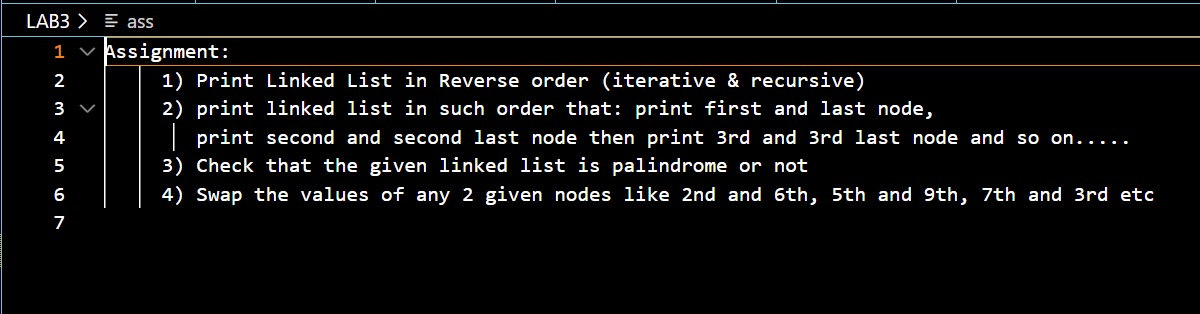 LAB3 > ass
1 Assignment:
2 1) Print Linked List in Reverse order (iterative & recursive)
3 2) print linked list in such order that: print first and last node,
4 print second and second last node then print 3rd and 3rd last node and so on.....
5 3) Check that the given linked list is palindrome or not
6 4) Swap the values of any 2 given nodes like 2nd and 6th, 5th and 9th, 7th and 3rd etc
7